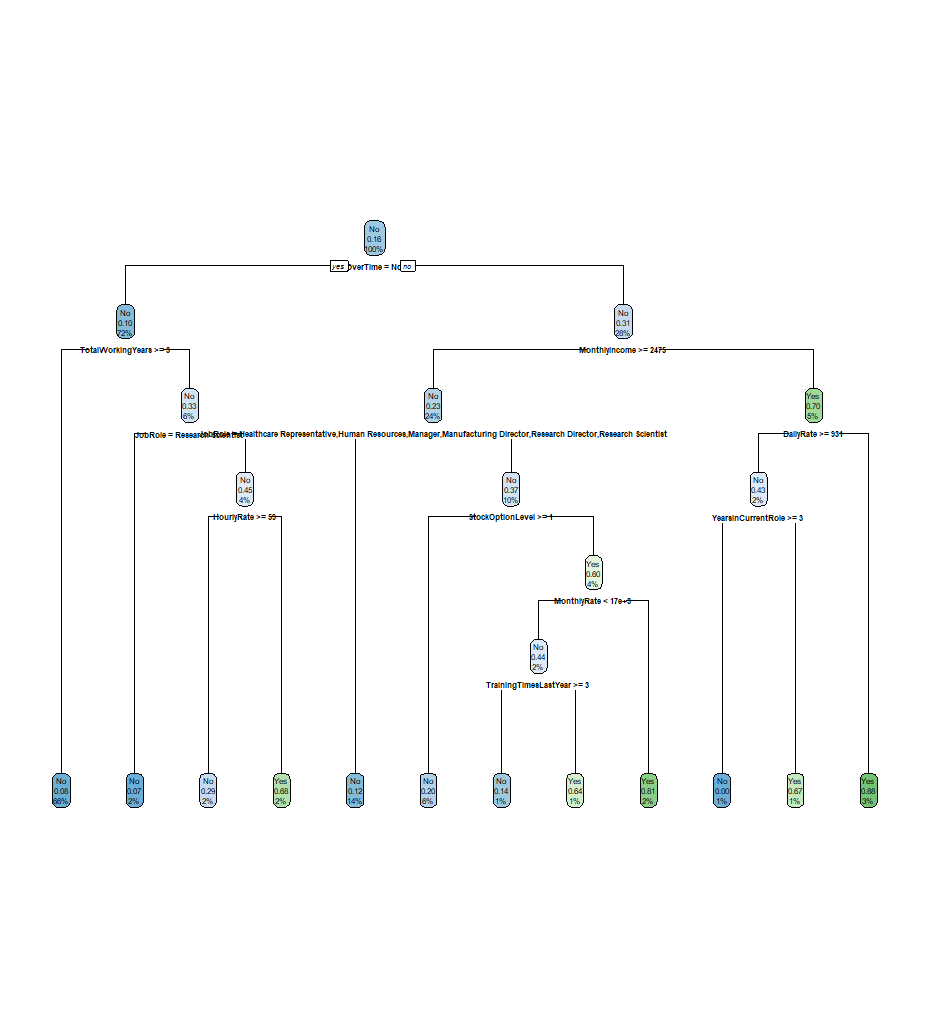 No
0.16
100%
yes OverTime = No no
No
0.10
72%
No
0.31
28%
TotalWorkingYears >= 3
MonthlyIncome >= 2475
No
0.33
6%
No
0.23
24%
Yes
0.70
5%
JobRole = Research Scientist
JobRole = Healthcare Representative,Human Resources,Manager,Manufacturing Director,Research Director,Research Scientist
DailyRate >= 931
No
0.45
4%
No
0.37
10%
No
0.43
2%
HourlyRate >= 59
StockOptionLevel >= 1
YearsInCurrentRole >= 3
Yes
0.60
4%
MonthlyRate < 17e+3
No
0.44
2%
TrainingTimesLastYear >= 3
No
0.08
66%
No
0.07
2%
No
0.29
2%
Yes
0.68
2%
No
0.12
14%
No
0.20
6%
No
0.14
1%
Yes
0.64
1%
Yes
0.81
2%
No
0.00
1%
Yes
0.67
1%
Yes
0.86
3%